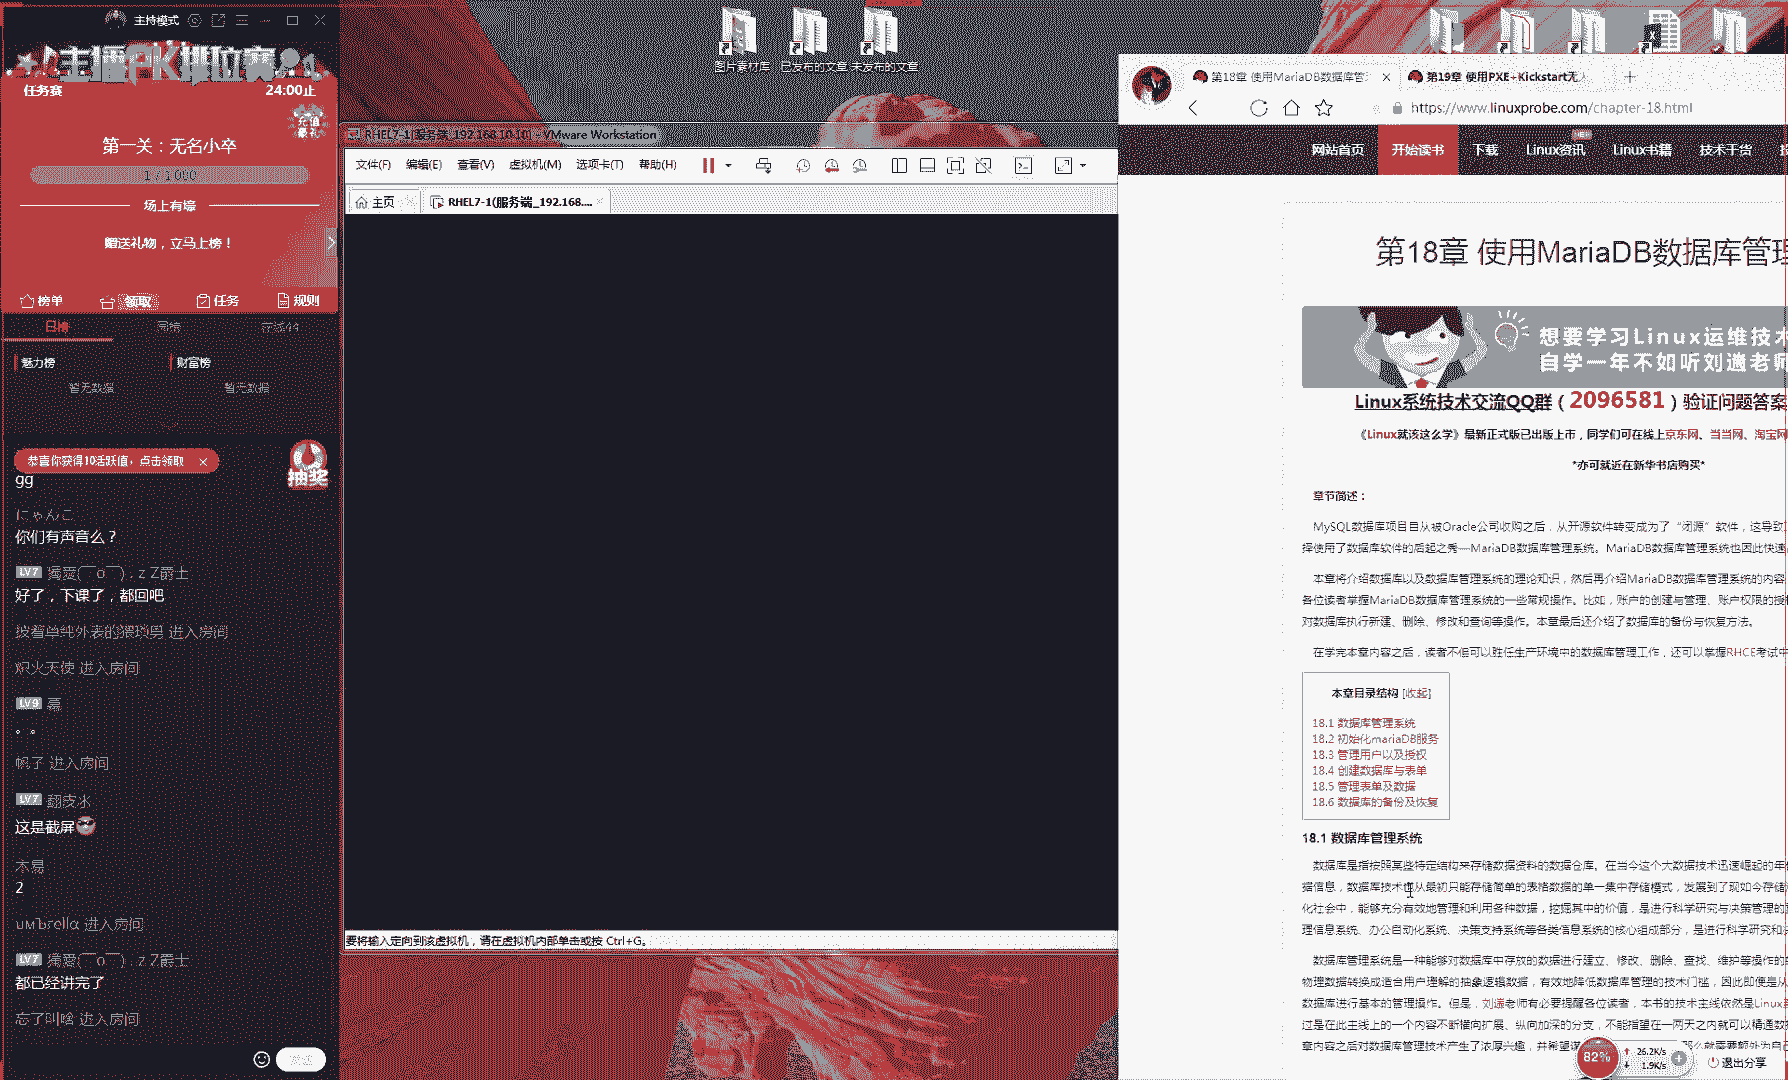 主持模式
主播PK排位赛
任务赛
24:00止
充值豪礼
第一关：无名小卒
1 / 1000
场上有壕
赠送礼物，立马上榜！
榜单
领取
任务
规则
日榜
周榜
魅力榜
财富榜
暂无数据
暂无数据
恭喜你获得10活跃值，点击领取
抽奖
gg
にゃんこ
你们有声音么？
LV7
好了，下课了，都回吧
披着单纯外表的猥琐男 进入房间
炽火天使 进入房间
LV9
。。
帆子 进入房间
LV7 翻支水
这是截屏
木易
2
uмbrellα 进入房间
LV7
都已经讲完了
忘了叫啥 进入房间
图片素材库
已发布的文章
未发布的文章
RHEL7-1(服务端_192.168.10.10) - VMware Workstation
文件(F)
编辑(E)
查看(V)
虚拟机(M)
选项卡(T)
帮助(H)
主页
RHEL7-1(服务端_192.168....
要将输入定向到该虚拟机，请在虚拟机内部单击或按 Ctrl+G。
第18章 使用MariaDB数据库管
第19章 使用PXE+Kickstart无人
https://www.linuxprobe.com/chapter-18.html
网站首页
开始读书
下载
Linux资讯
NEW
Linux书籍
技术干货
第18章 使用MariaDB数据库管理
想要学习Linux运维技术
自学一年不如听刘遄老师
Linux系统技术交流QQ群（2096581）验证问题答案
《Linux就该这么学》最新正式版已出版上市，同学们可在线上京东网、当当网、淘宝网
*亦可就近在新华书店购买*
章节简述：
MySQL数据库项目自从被Oracle公司收购之后，从开源软件转变成为了“闭源”软件，这导致
择使用了数据库软件的后起之秀—MariaDB数据库管理系统。MariaDB数据库管理系统也因此快速
本章将介绍数据库以及数据库管理系统的理论知识，然后再介绍MariaDB数据库管理系统的内容
各位读者掌握MariaDB数据库管理系统的一些常规操作。比如，账户的创建与管理、账户权限的授
对数据库执行新建、删除、修改和查询等操作。本章最后还介绍了数据库的备份与恢复方法。
在学完本章内容之后，读者不但可以胜任生产环境中的数据库管理工作，还可以掌握RHCE考试中
本章目录结构 [收起]
18.1 数据库管理系统
18.2 初始化mariaDB服务
18.3 管理用户以及授权
18.4 创建数据库与表单
18.5 管理表单及数据
18.6 数据库的备份及恢复
18.1 数据库管理系统
数据库是指按照某些特定结构来存储数据资料的数据仓库。在当今这个大数据技术迅速崛起的年
据信息，数据库技术也从最初只能存储简单的表格数据的单一集中存储模式，发展到了现如今存储
化社会中，能够充分有效地管理和利用各种数据，挖掘其中的价值，是进行科学研究与决策管理的
理信息系统、办公自动化系统、决策支持系统等各类信息系统的核心组成部分，是进行科学研究和
数据库管理系统是一种能够对数据库中存放的数据进行建立、修改、删除、查找、维护等操作的
物理数据转换成适合用户理解的抽象逻辑数据，有效地降低数据库管理的技术门槛，因此即便是从
数据库进行基本的管理操作。但是，刘遄老师有必要提醒各位读者，本书的技术主线依然是Linux
过是在此主线上的一个内容不断横向扩展、纵向加深的分支，不能指望在一两天之内就可以精通数
章内容之后对数据库管理技术产生了浓厚兴趣，并希望
82%
26.2K/s
1.9K/s
退出分享